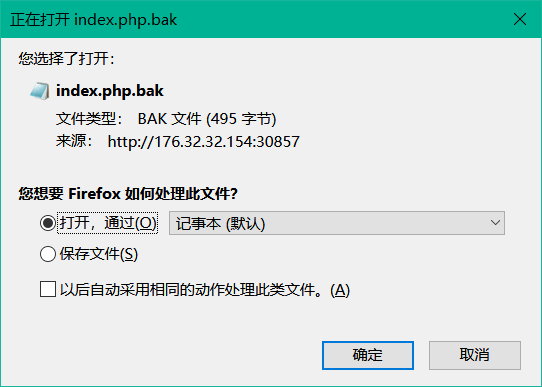 正在打开 index.php.bak
您选择了打开：
index.php.bak
文件类型： BAK 文件 (495 字节)
来源： http://176.32.32.154:30857
您想要 Firefox 如何处理此文件？
打开，通过(O) 记事本 (默认)
保存文件(S)
以后自动采用相同的动作处理此类文件。(A)
确定 取消